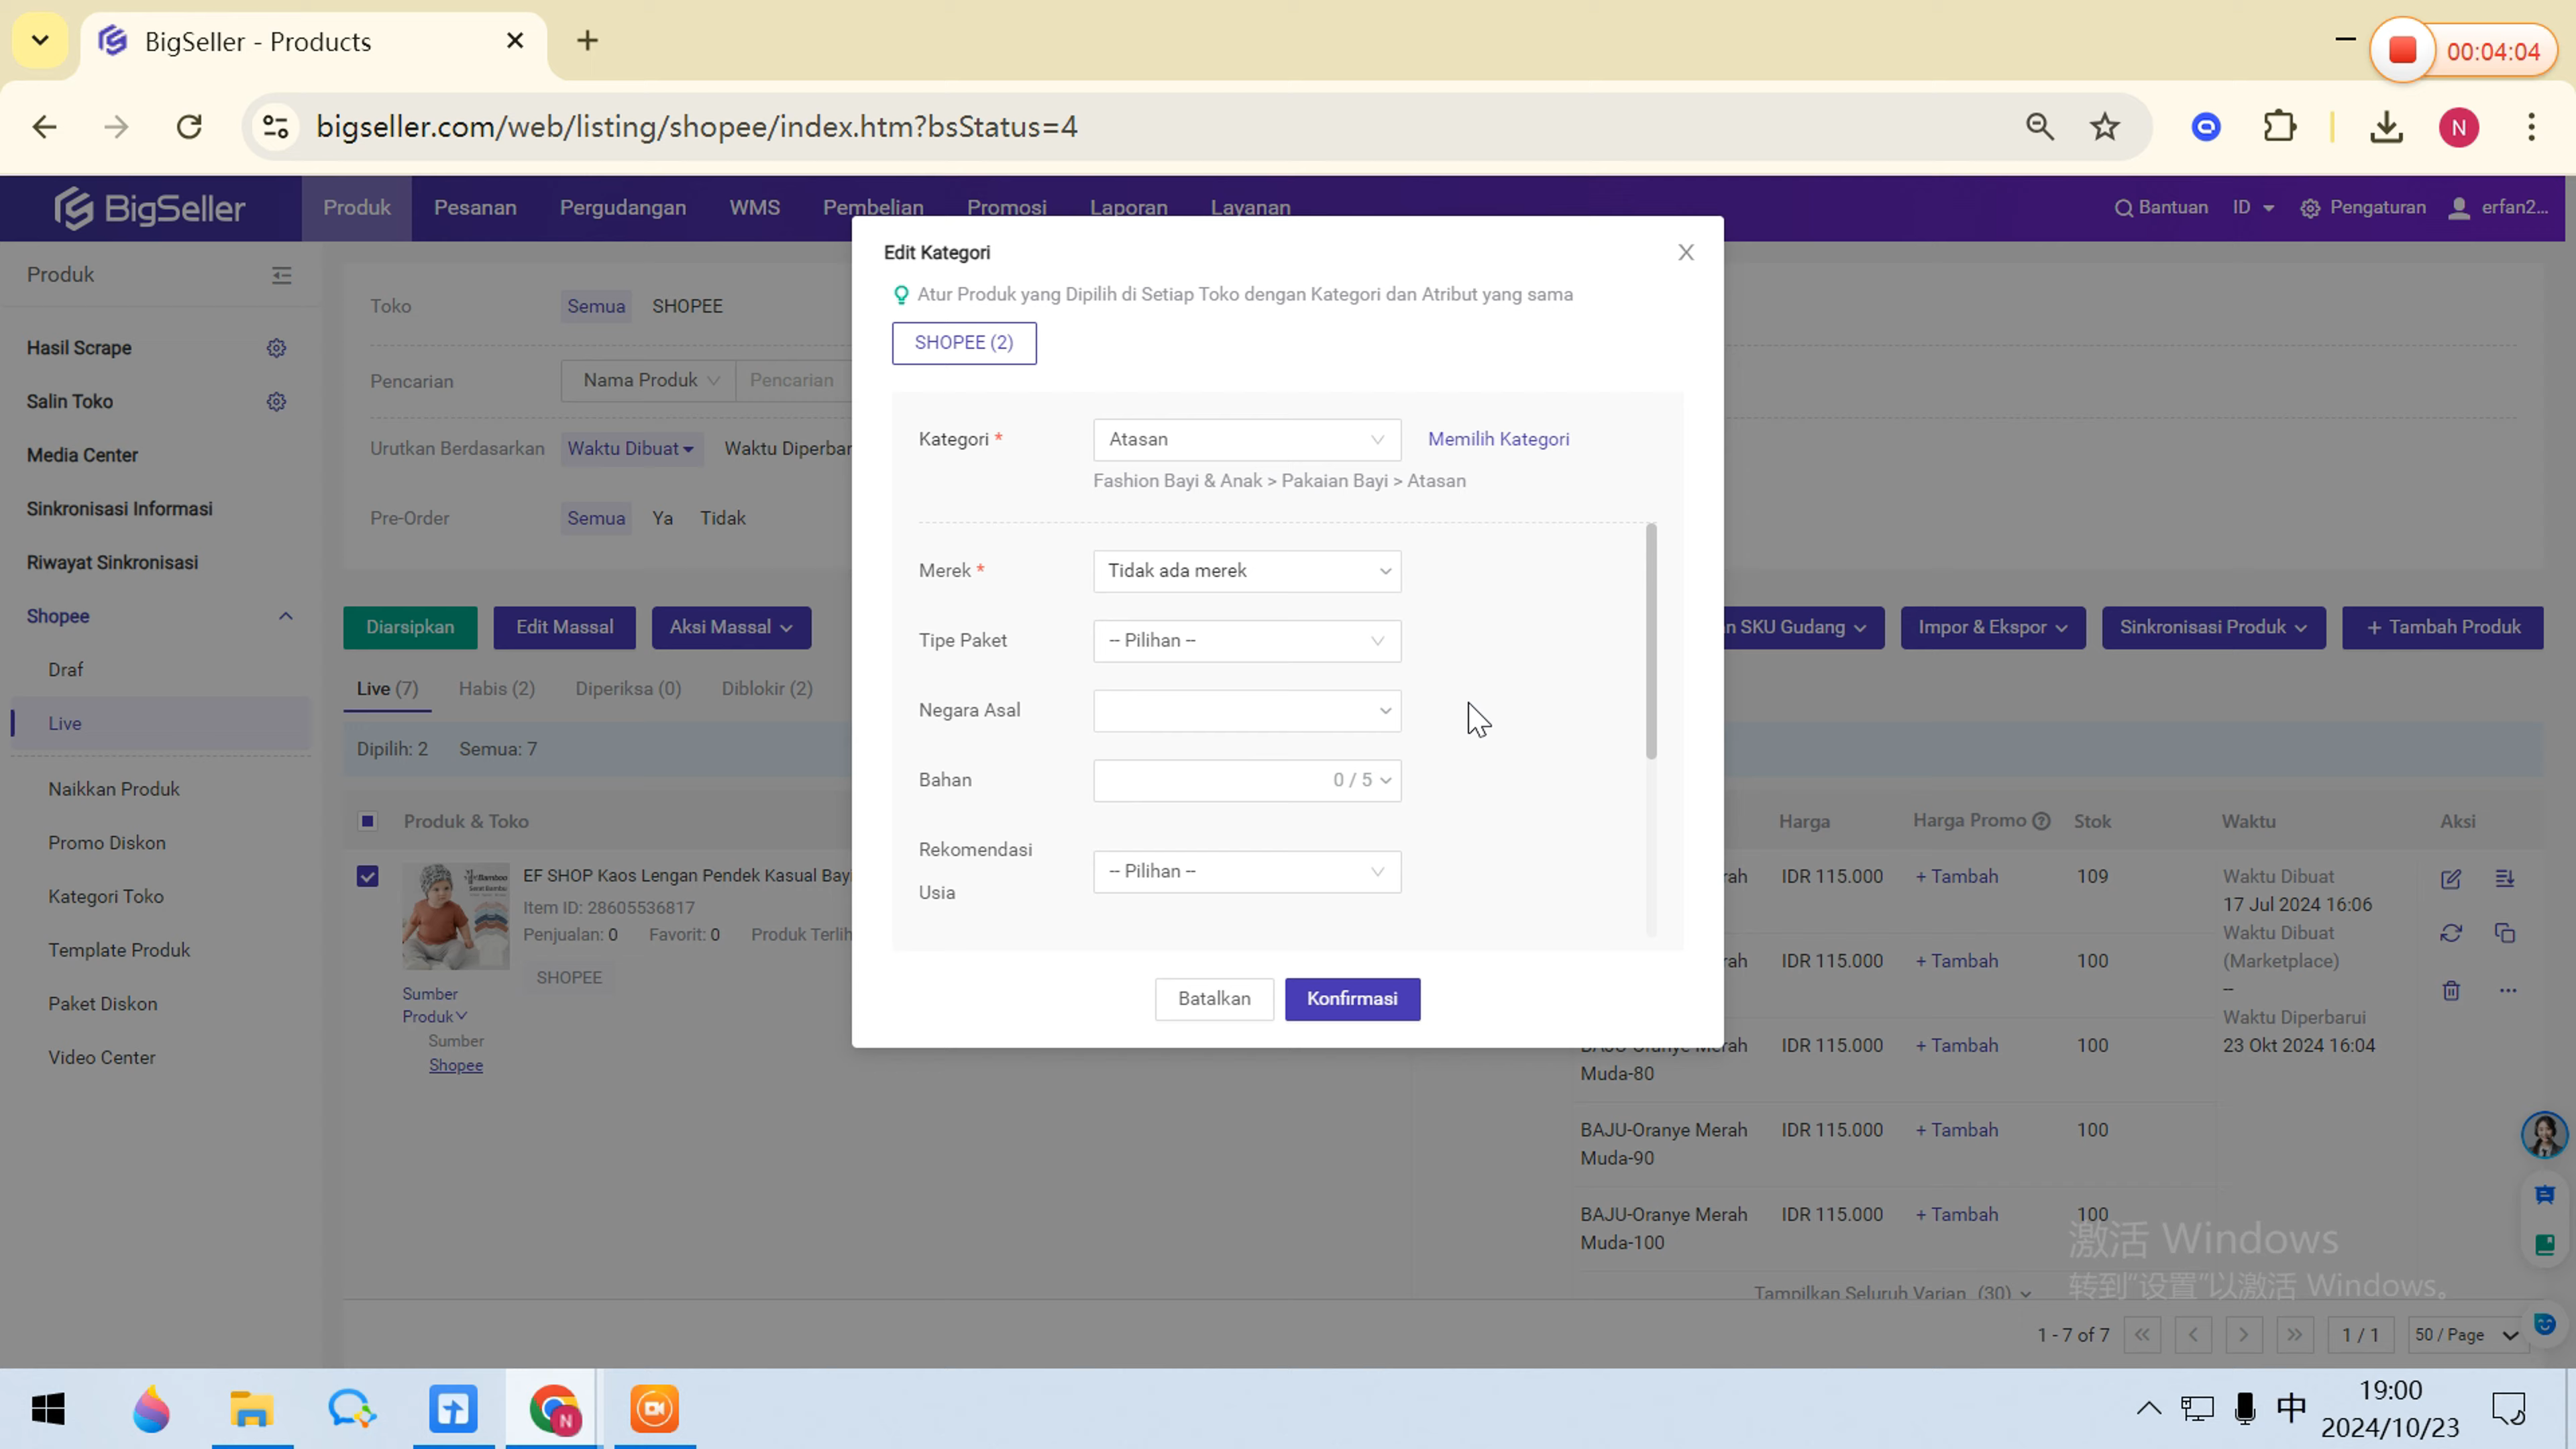 BigSeller - Products
00:04:04
bigseller.com/web/listing/shopee/index.htm?bsStatus=4
N
BigSeller
Produk
Pesanan
Pergudangan
WMS
Pembelian
Promosi
Laporan
Layanan
Bantuan
ID
Pengaturan
erfan2...
Produk
Hasil Scrape
Salin Toko
Media Center
Sinkronisasi Informasi
Riwayat Sinkronisasi
Shopee
Draf
Live
Naikkan Produk
Promo Diskon
Kategori Toko
Template Produk
Paket Diskon
Video Center
Toko
Semua
SHOPEE
Pencarian
Nama Produk
Pencarian
Urutkan Berdasarkan
Waktu Dibuat
Waktu Diperbar
Pre-Order
Semua
Ya
Tidak
Diarsipkan
Edit Massal
Aksi Massal
n SKU Gudang
Impor & Ekspor
Sinkronisasi Produk
+ Tambah Produk
Live (7)
Habis (2)
Diperiksa (0)
Diblokir (2)
Dipilih: 2
Semua: 7
Produk & Toko
Harga
Harga Promo
Stok
Waktu
Aksi
EF SHOP Kaos Lengan Pendek Kasual Bayi
Item ID: 28605536817
Penjualan: 0
Favorit: 0
Produk Terlih
SHOPEE
Sumber
Produk
Sumber
Shopee
Edit Kategori
X
Atur Produk yang Dipilih di Setiap Toko dengan Kategori dan Atribut yang sama
SHOPEE (2)
Kategori *
Atasan
Memilih Kategori
Fashion Bayi & Anak > Pakaian Bayi > Atasan
Merek *
Tidak ada merek
Tipe Paket
-- Pilihan --
Negara Asal
Bahan
0 / 5
Rekomendasi
Usia
-- Pilihan --
Batalkan
Konfirmasi
rah
IDR 115.000
+ Tambah
109
rah
IDR 115.000
+ Tambah
100
BAJU-Oranye Merah
Muda-80
IDR 115.000
+ Tambah
100
BAJU-Oranye Merah
Muda-90
IDR 115.000
+ Tambah
100
BAJU-Oranye Merah
Muda-100
IDR 115.000
+ Tambah
100
Waktu Dibuat
17 Jul 2024 16:06
Waktu Dibuat
(Marketplace)
--
Waktu Diperbarui
23 Okt 2024 16:04
Tampilkan Seluruh Varian (30)
激活 Windows
转到"设置"以激活 Windows。
1 - 7 of 7
1 / 1
50 / Page
N
中
19:00
2024/10/23